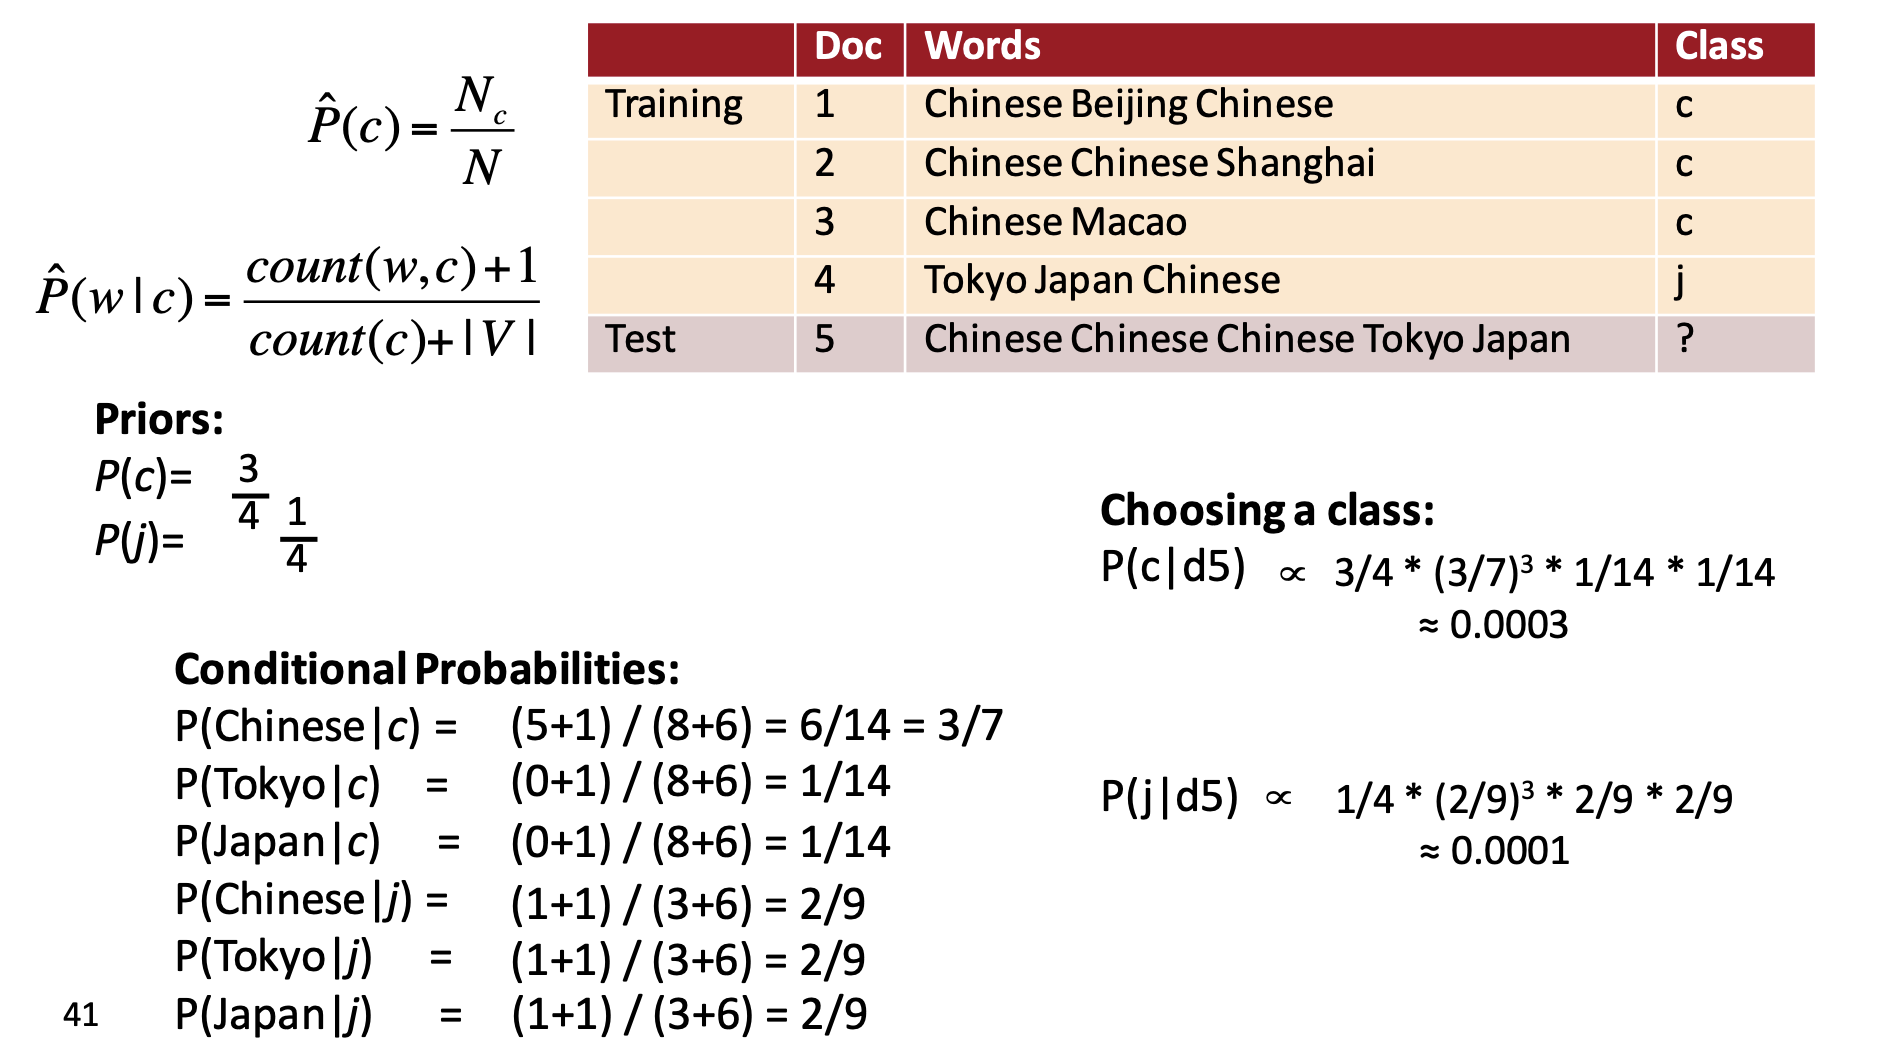 P̂(c) = N_c / N
P̂(w | c) = count(w,c)+1 / count(c)+|V|
Doc Words Class
Training 1 Chinese Beijing Chinese c
2 Chinese Chinese Shanghai c
3 Chinese Macao c
4 Tokyo Japan Chinese j
Test 5 Chinese Chinese Chinese Tokyo Japan ?
Priors:
P(c)= 3/4
P(j)= 1/4
Conditional Probabilities:
P(Chinese|c) = (5+1) / (8+6) = 6/14 = 3/7
P(Tokyo|c) = (0+1) / (8+6) = 1/14
P(Japan|c) = (0+1) / (8+6) = 1/14
P(Chinese|j) = (1+1) / (3+6) = 2/9
P(Tokyo|j) = (1+1) / (3+6) = 2/9
P(Japan|j) = (1+1) / (3+6) = 2/9
Choosing a class:
P(c|d5) ∝ 3/4 * (3/7)³ * 1/14 * 1/14
≈ 0.0003
P(j|d5) ∝ 1/4 * (2/9)³ * 2/9 * 2/9
≈ 0.0001
41